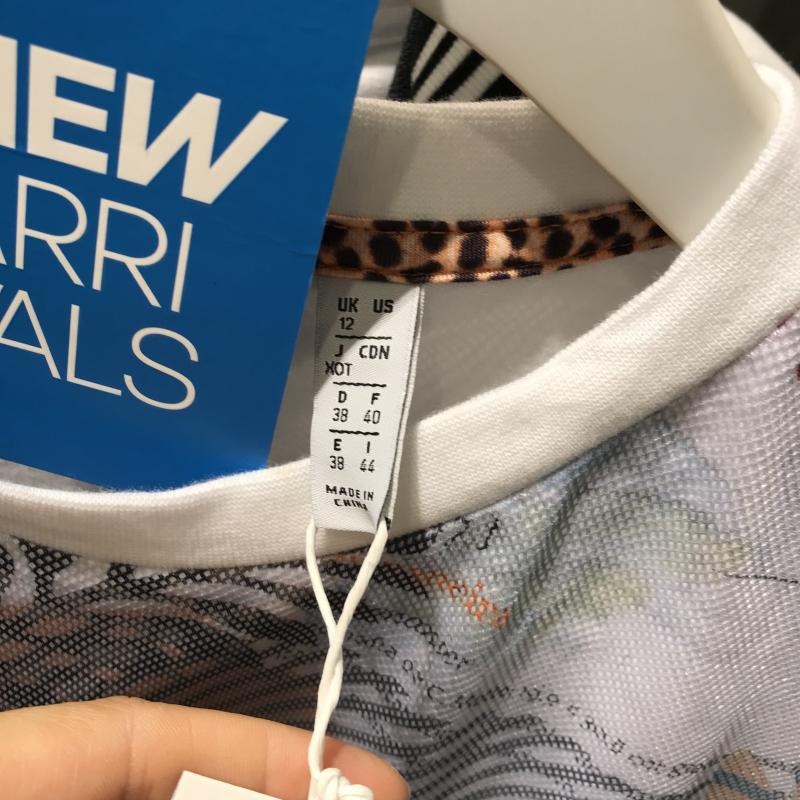 NEW
ARRI
VALS
UK US
12
J CDN
XOT
D F
38 40
E I
38 44
MADE IN
CHINA